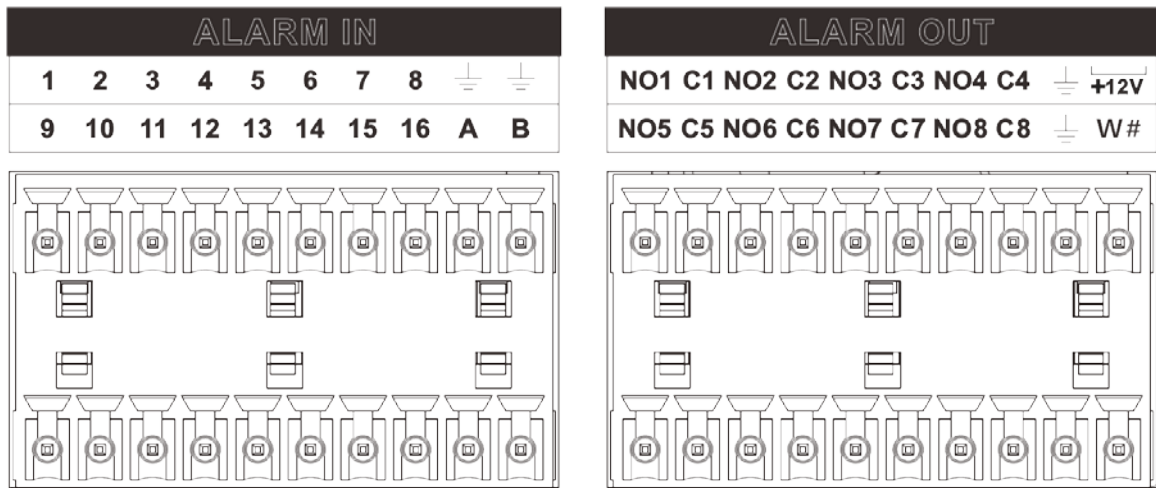 ALARM IN
1 2 3 4 5 6 7 8
9 10 11 12 13 14 15 16 A B
ALARM OUT
NO1 C1 NO2 C2 NO3 C3 NO4 C4 +12V
NO5 C5 NO6 C6 NO7 C7 NO8 C8 W#